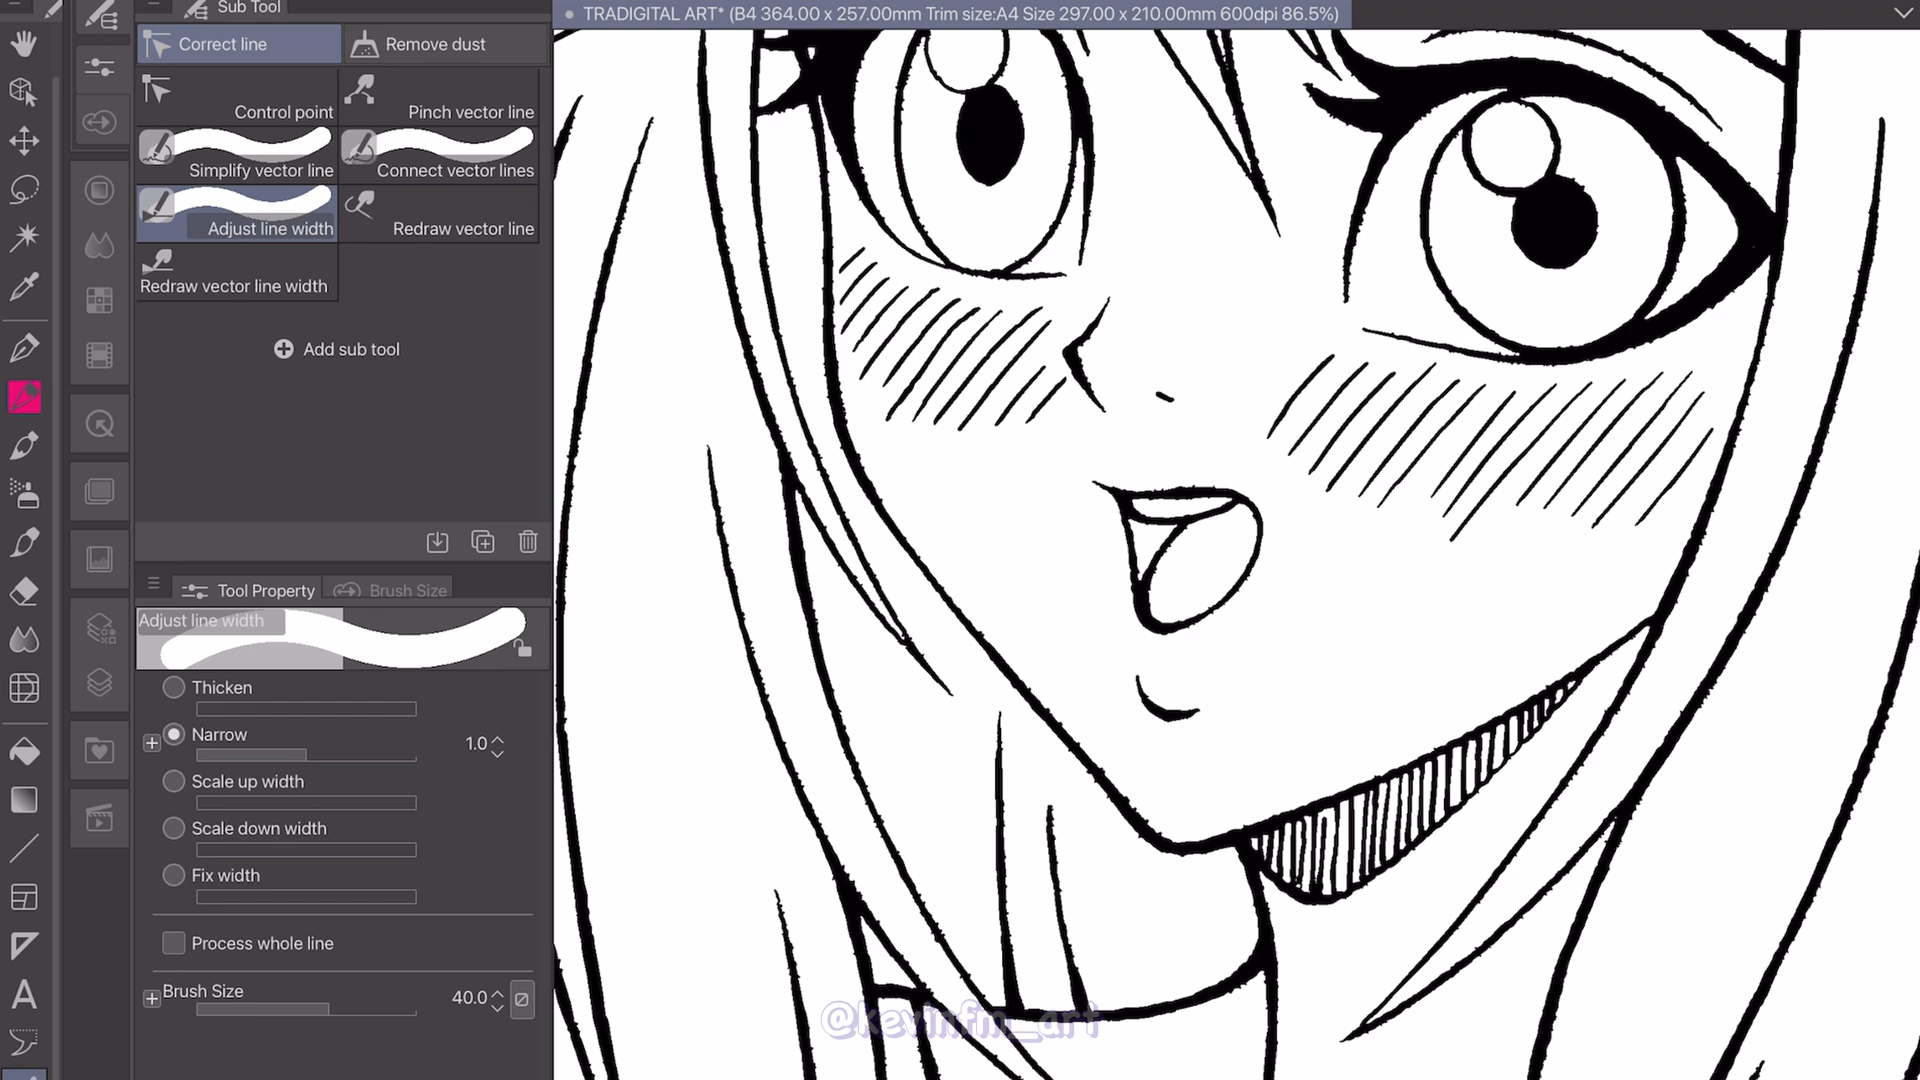 Sub Tool
TRADIGITAL ART* (B4 364.00 x 257.00mm Trim size:A4 Size 297.00 x 210.00mm 600dpi 86.5%)
Correct line
Remove dust
Control point
Pinch vector line
Simplify vector line
Connect vector lines
Adjust line width
Redraw vector line
Redraw vector line width
Add sub tool
Tool Property
Brush Size
Adjust line width
Thicken
Narrow
1.0
Scale up width
Scale down width
Fix width
Process whole line
Brush Size
40.0
@kevinfm_art